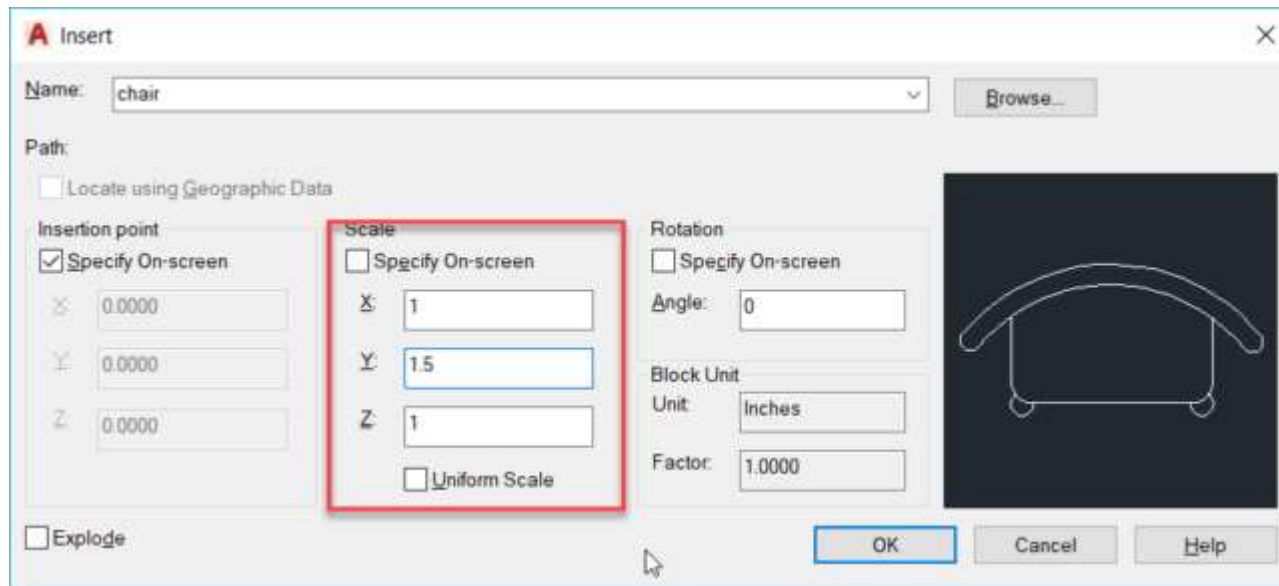 A Insert
Name: chair Browse...
Path:
Locate using Geographic Data
Insertion point
Specify On-screen
X: 0.0000
Y: 0.0000
Z: 0.0000
Scale
Specify On-screen
X: 1
Y: 1.5
Z: 1
Uniform Scale
Rotation
Specify On-screen
Angle: 0
Block Unit
Unit: Inches
Factor: 1.0000
Explode
OK Cancel Help